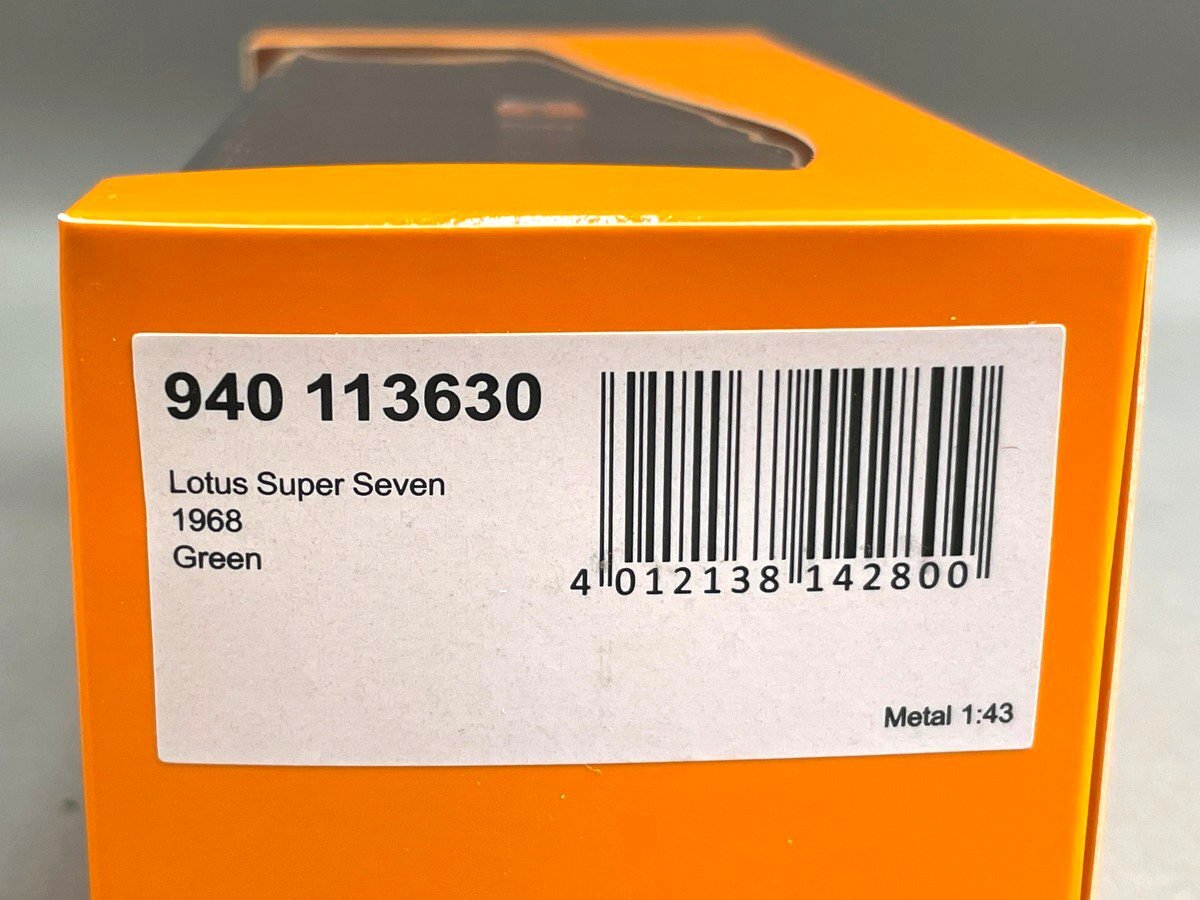 940 113630
Lotus Super Seven
1968
Green
4 012138 142800
Metal 1:43